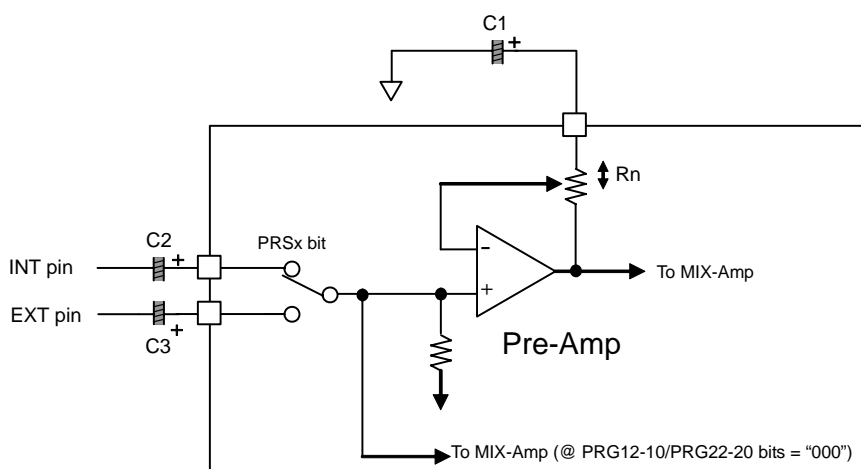 C1
+
Rn
C2
+
PRSx bit
INT pin
-
To MIX-Amp
EXT pin
+
+
C3
Pre-Amp
To MIX-Amp (@ PRG12-10/PRG22-20 bits = “000”)